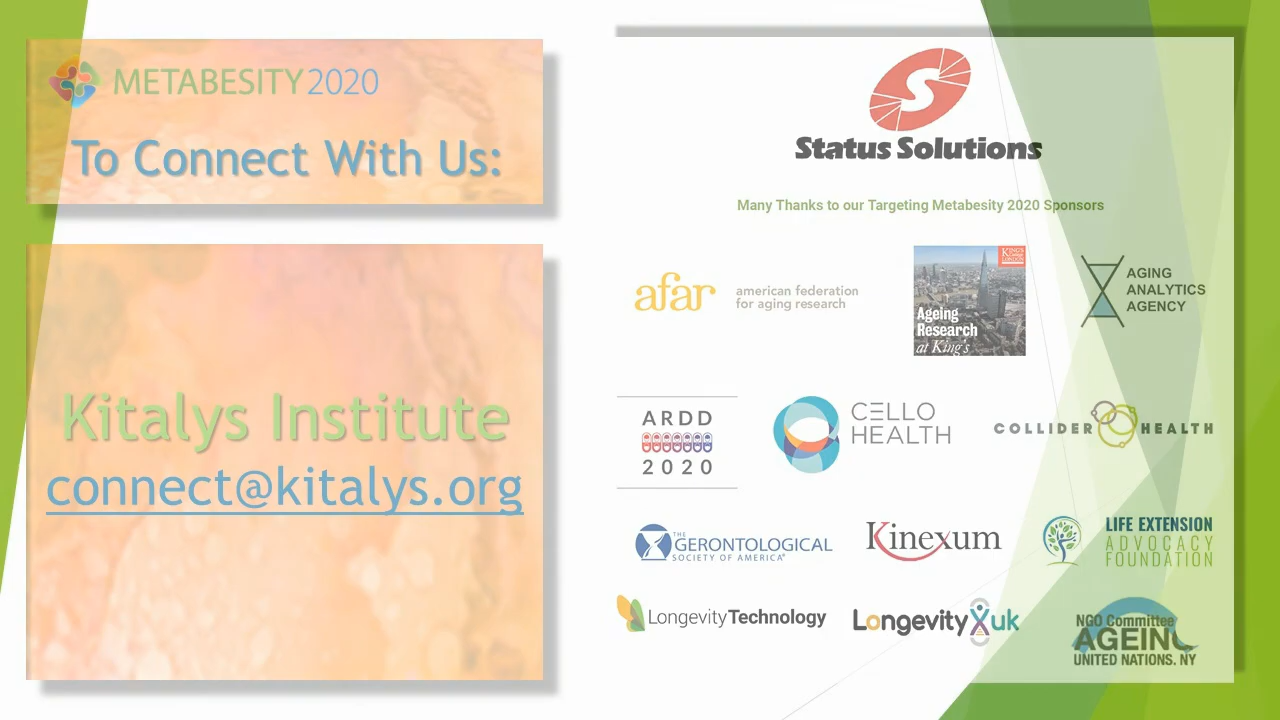 METABESITY 2020
To Connect With Us:
Kitalys Institute
connect@kitalys.org
Status Solutions
Many Thanks to our Targeting Metabesity 2020 Sponsors
afar
american federation
for aging research
KING'S
College
LONDON
Ageing
Research
at King's
AGING
ANALYTICS
AGENCY
ARDD
2020
CELLO
HEALTH
COLLIDER HEALTH
THE
GERONTOLOGICAL
SOCIETY OF AMERICA®
Kinexum
LIFE EXTENSION
ADVOCACY
FOUNDATION
LongevityTechnology
Longevity uk
NGO Committee
AGEING
UNITED NATIONS, NY